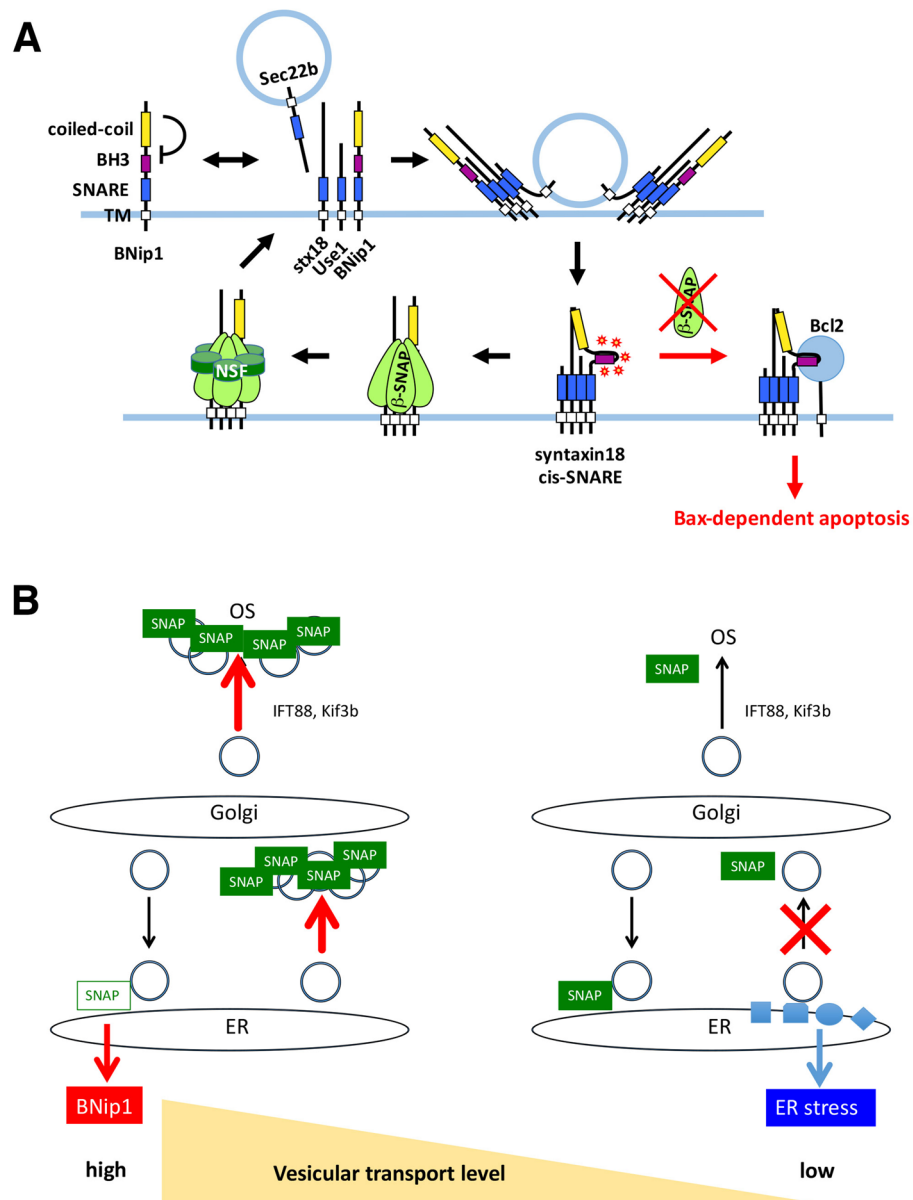 A
Sec22b
coiled-coil
BH3
SNARE
TM
BNip1
stx18
Use1
BNip1
β-SNAP
Bcl2
NSF
β-SNAP
syntaxin18
cis-SNARE
Bax-dependent apoptosis
B
OS
SNAP
SNAP
SNAP
SNAP
IFT88, Kif3b
Golgi
SNAP
SNAP
SNAP
SNAP
SNAP
ER
BNip1
high
OS
SNAP
IFT88, Kif3b
Golgi
SNAP
SNAP
ER
ER stress
low
Vesicular transport level